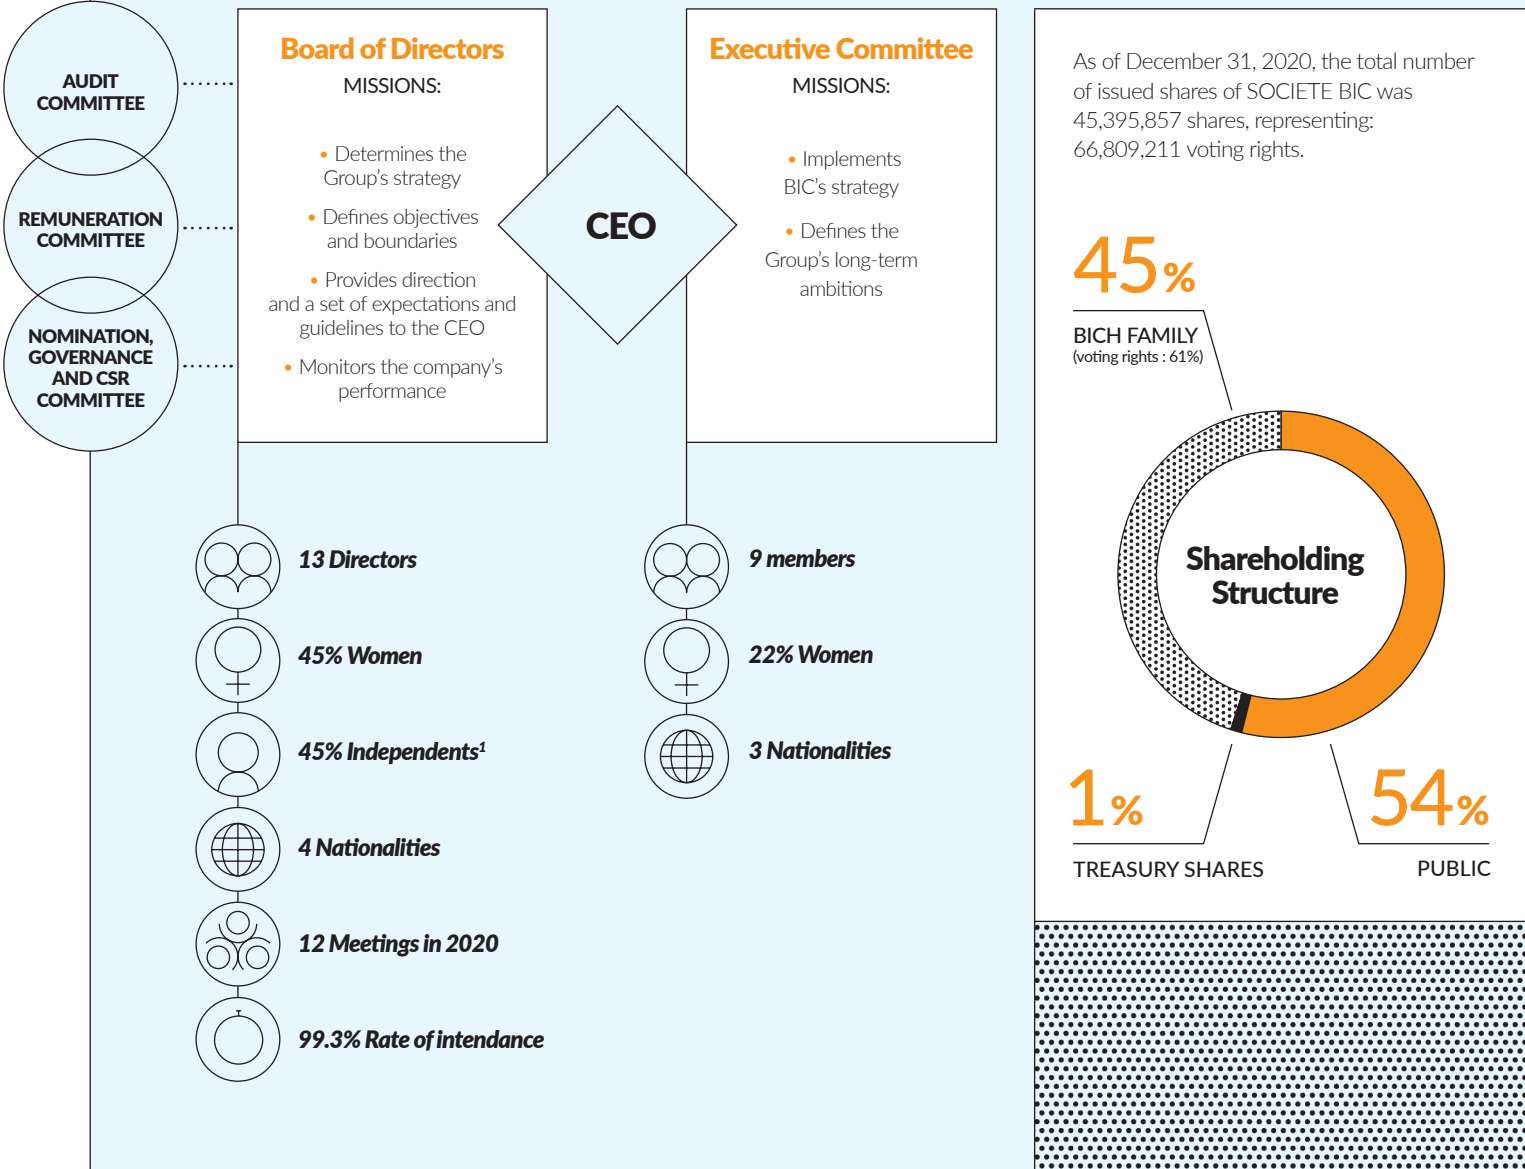 AUDIT
COMMITTEE
REMUNERATION
COMMITTEE
NOMINATION,
GOVERNANCE
AND CSR
COMMITTEE
Board of Directors
MISSIONS:
• Determines the
Group's strategy
• Defines objectives
and boundaries
• Provides direction
and a set of expectations and
guidelines to the CEO
• Monitors the company's
performance
CEO
Executive Committee
MISSIONS:
• Implements
BIC's strategy
• Defines the
Group's long-term
ambitions
13 Directors
45% Women
45% Independents¹
4 Nationalities
12 Meetings in 2020
99.3% Rate of intendance
9 members
22% Women
3 Nationalities
As of December 31, 2020, the total number
of issued shares of SOCIETE BIC was
45,395,857 shares, representing:
66,809,211 voting rights.
45%
BICH FAMILY
(voting rights : 61%)
Shareholding
Structure
1%
TREASURY SHARES
54%
PUBLIC